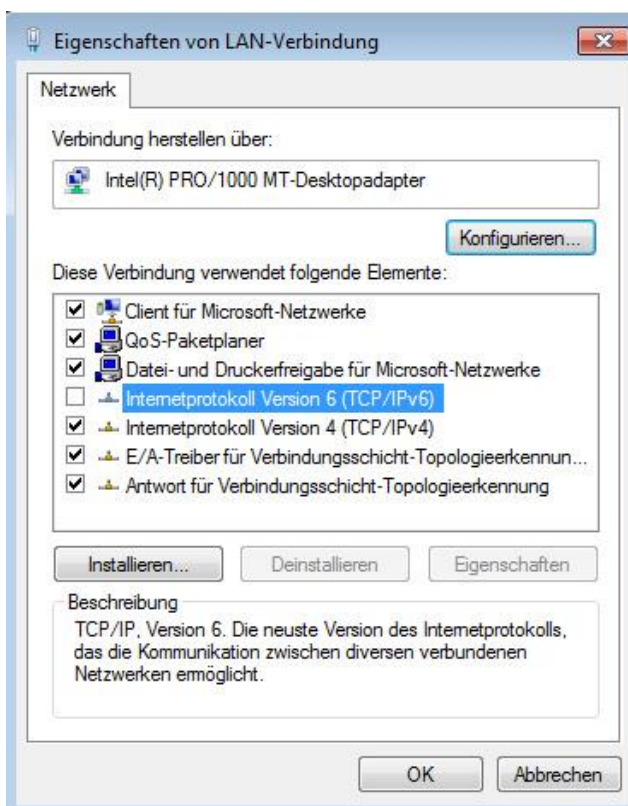 Eigenschaften von LAN-Verbindung
Netzwerk
Verbindung herstellen über:
Intel(R) PRO/1000 MT-Desktopadapter
Konfigurieren...
Diese Verbindung verwendet folgende Elemente:
Client für Microsoft-Netzwerke
QoS-Paketplaner
Datei- und Druckerfreigabe für Microsoft-Netzwerke
Internetprotokoll Version 6 (TCP/IPv6)
Internetprotokoll Version 4 (TCP/IPv4)
E/A-Treiber für Verbindungsschicht-Topologieerkennun...
Antwort für Verbindungsschicht-Topologieerkennung
Installieren... Deinstallieren Eigenschaften
Beschreibung
TCP/IP, Version 6. Die neuste Version des Internetprotokolls,
das die Kommunikation zwischen diversen verbundenen
Netzwerken ermöglicht.
OK Abbrechen